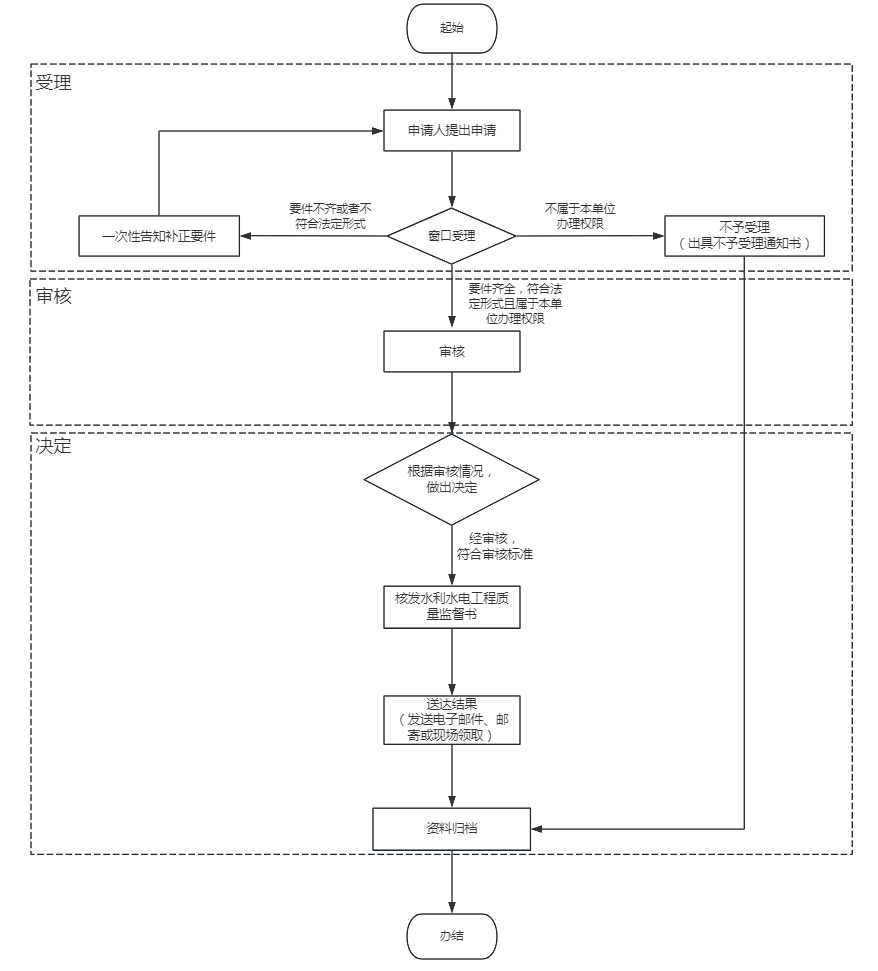 起始
受理
申请人提出申请
要件不齐或者不
符合法定形式
不属于本单位
办理权限
一次性告知补正要件
窗口受理
不予受理
（出具不予受理通知书）
审核
要件齐全，符合法
定形式且属于本单
位办理权限
审核
决定
根据审核情况，
做出决定
经审核，
符合审核标准
核发水利水电工程质
量监督书
送达结果
（发送电子邮件、邮
寄或现场领取）
资料归档
办结